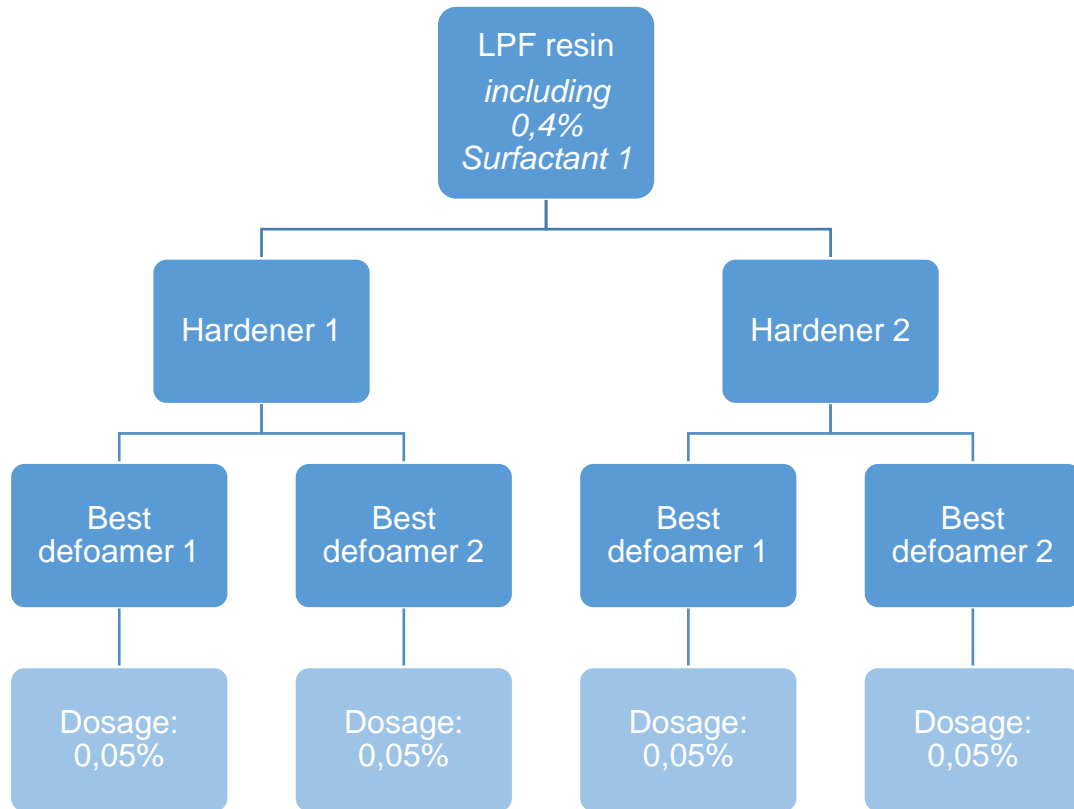 LPF resin
including
0,4%
Surfactant 1
Hardener 1
Hardener 2
Best
defoamer 1
Best
defoamer 2
Best
defoamer 1
Best
defoamer 2
Dosage:
0,05%
Dosage:
0,05%
Dosage:
0,05%
Dosage:
0,05%